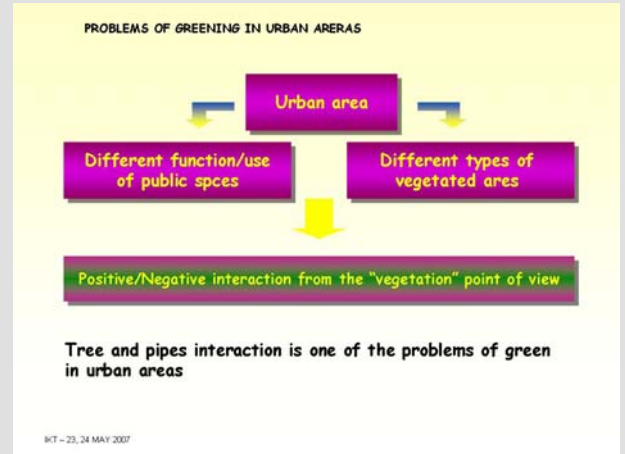 PROBLEMS OF GREENING IN URBAN ARERAS
Urban area
Different function/use
of public spces
Different types of
vegetated ares
Positive/Negative interaction from the “vegetation” point of view
Tree and pipes interaction is one of the problems of green
in urban areas
IKT – 23, 24 MAY 2007